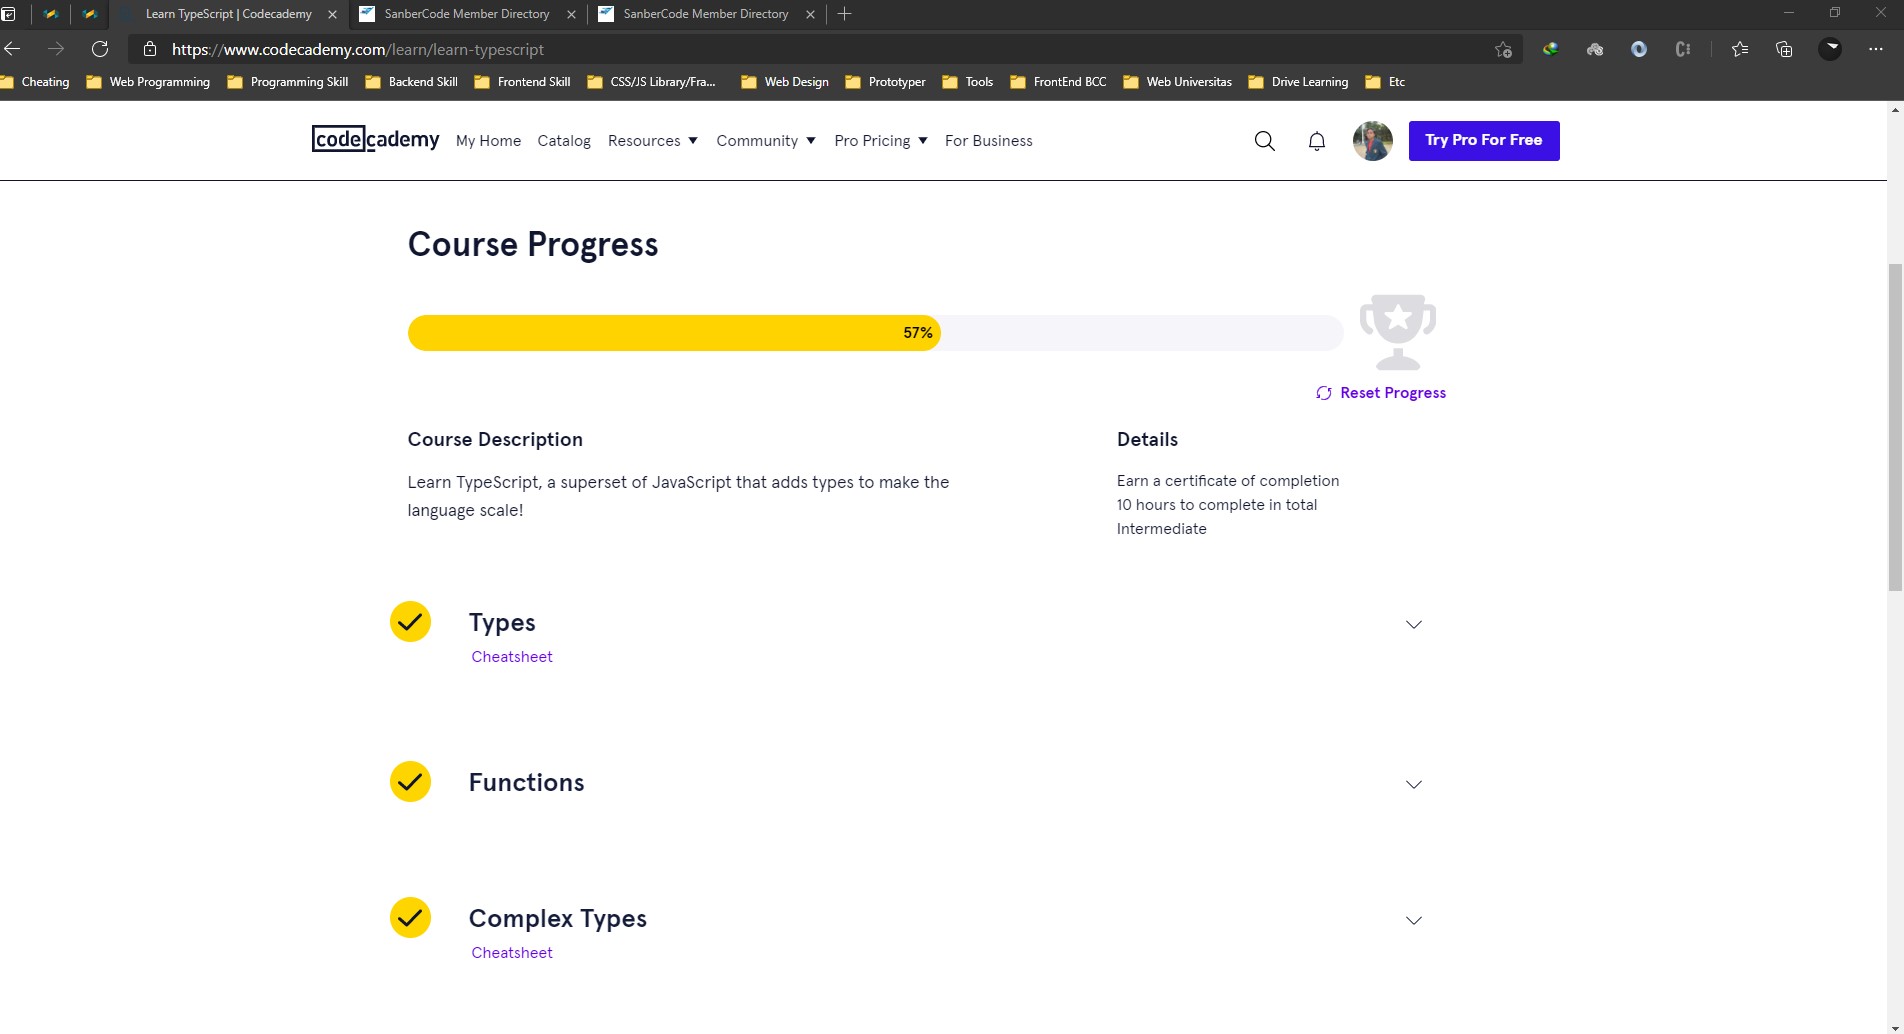 Learn TypeScript | Codecademy
SanberCode Member Directory
SanberCode Member Directory
https://www.codecademy.com/learn/learn-typescript
Cheating
Web Programming
Programming Skill
Backend Skill
Frontend Skill
CSS/JS Library/Fra...
Web Design
Prototyper
Tools
FrontEnd BCC
Web Universitas
Drive Learning
Etc
codecademy
My Home
Catalog
Resources
Community
Pro Pricing
For Business
Try Pro For Free
Course Progress
57%
Reset Progress
Course Description
Learn TypeScript, a superset of JavaScript that adds types to make the
language scale!
Details
Earn a certificate of completion
10 hours to complete in total
Intermediate
Types
Cheatsheet
Functions
Complex Types
Cheatsheet